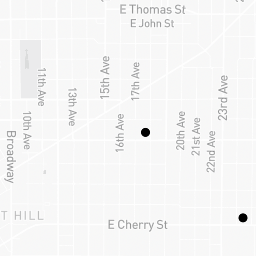 E Thomas St
E John St
11th Ave
10th Ave
Broadway
13th Ave
15th Ave
17th Ave
16th Ave
20th Ave
21st Ave
22nd Ave
23rd Ave
T HILL
E Cherry St